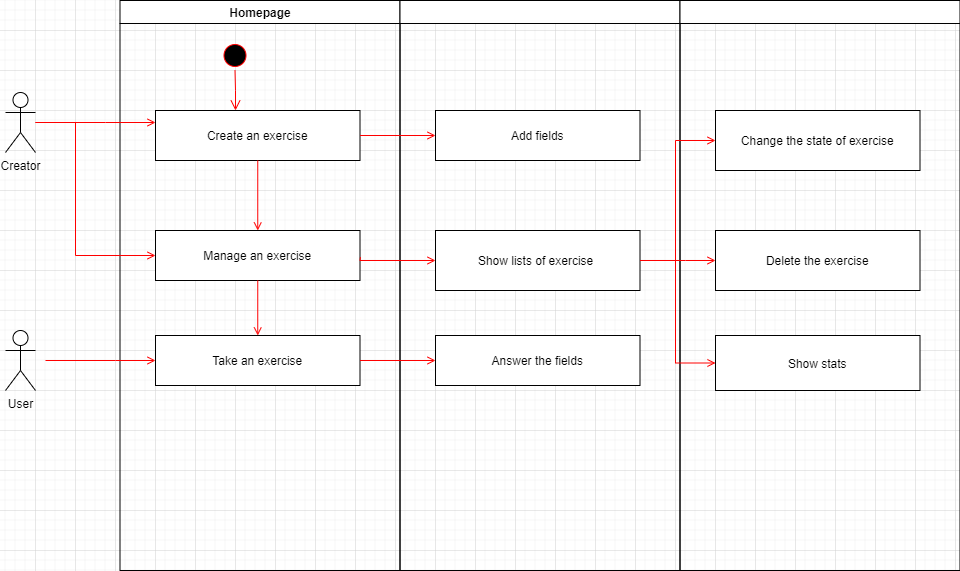 Homepage
Creator
Create an exercise
Add fields
Change the state of exercise
Manage an exercise
Show lists of exercise
Delete the exercise
User
Take an exercise
Answer the fields
Show stats